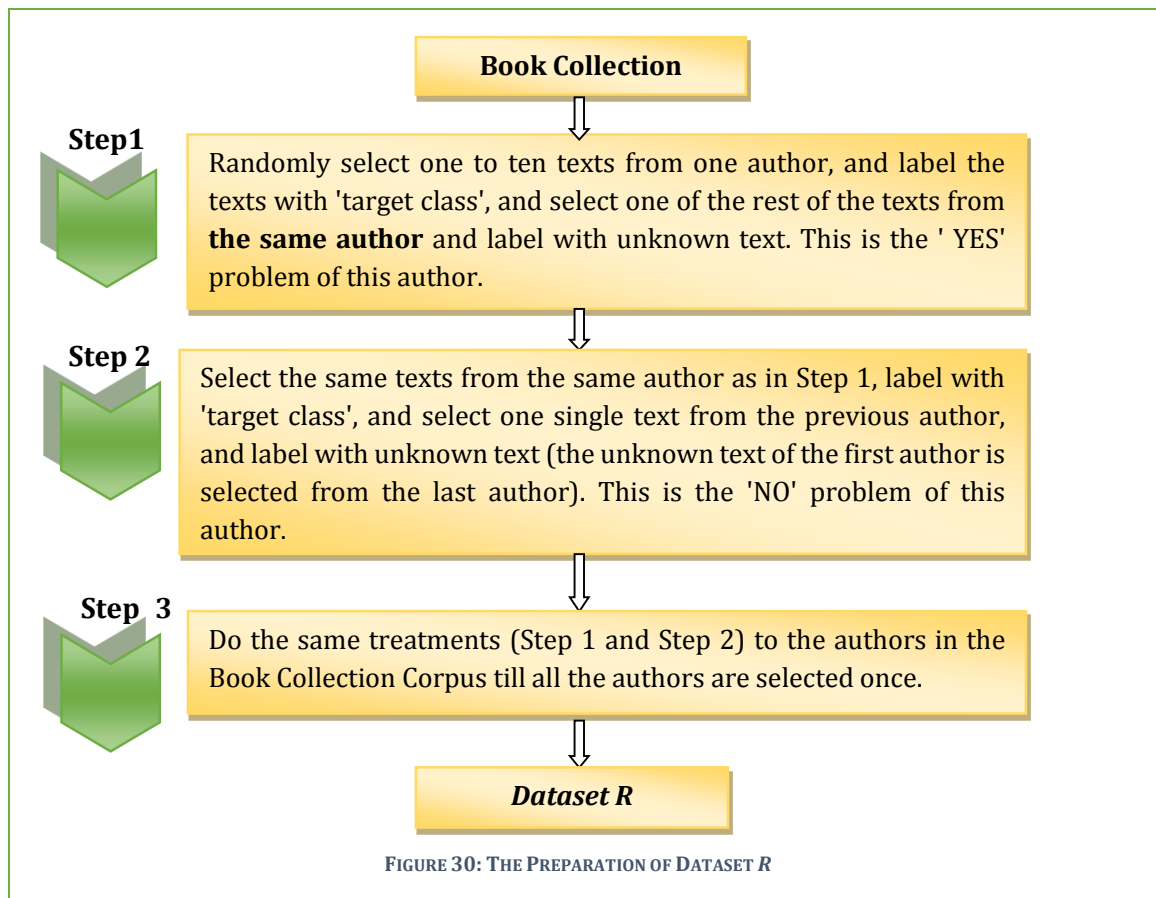 Book Collection
Step1
Randomly select one to ten texts from one author, and label the
texts with 'target class', and select one of the rest of the texts from
the same author and label with unknown text. This is the ' YES'
problem of this author.
Step 2
Select the same texts from the same author as in Step 1, label with
'target class', and select one single text from the previous author,
and label with unknown text (the unknown text of the first author is
selected from the last author). This is the 'NO' problem of this
author.
Step 3
Do the same treatments (Step 1 and Step 2) to the authors in the
Book Collection Corpus till all the authors are selected once.
Dataset R
FIGURE 30: THE PREPARATION OF DATASET R